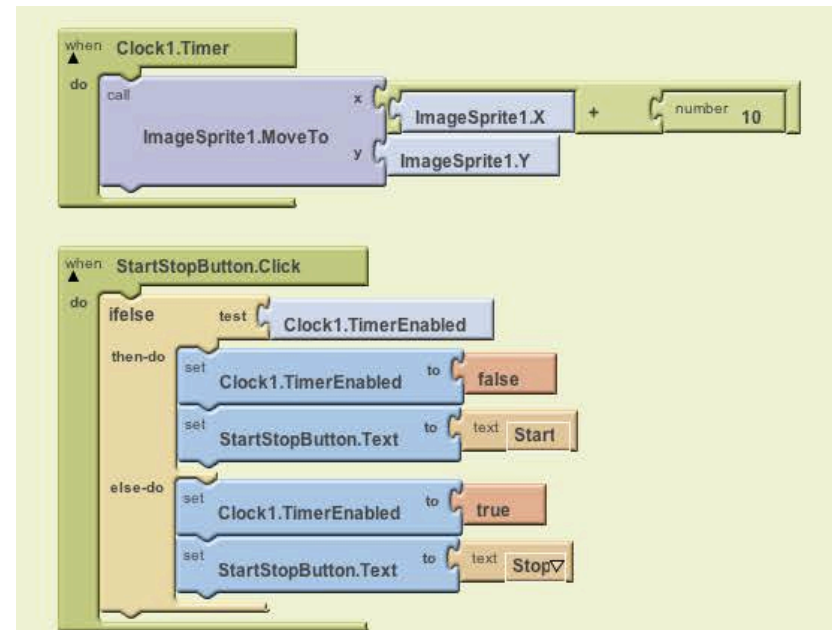 when Clock1.Timer
do call x ImageSprite1.X + number 10
ImageSprite1.MoveTo
y ImageSprite1.Y
when StartStopButton.Click
do ifelse test Clock1.TimerEnabled
then-do set Clock1.TimerEnabled to false
set StartStopButton.Text to text Start
else-do set Clock1.TimerEnabled to true
set StartStopButton.Text to text Stop